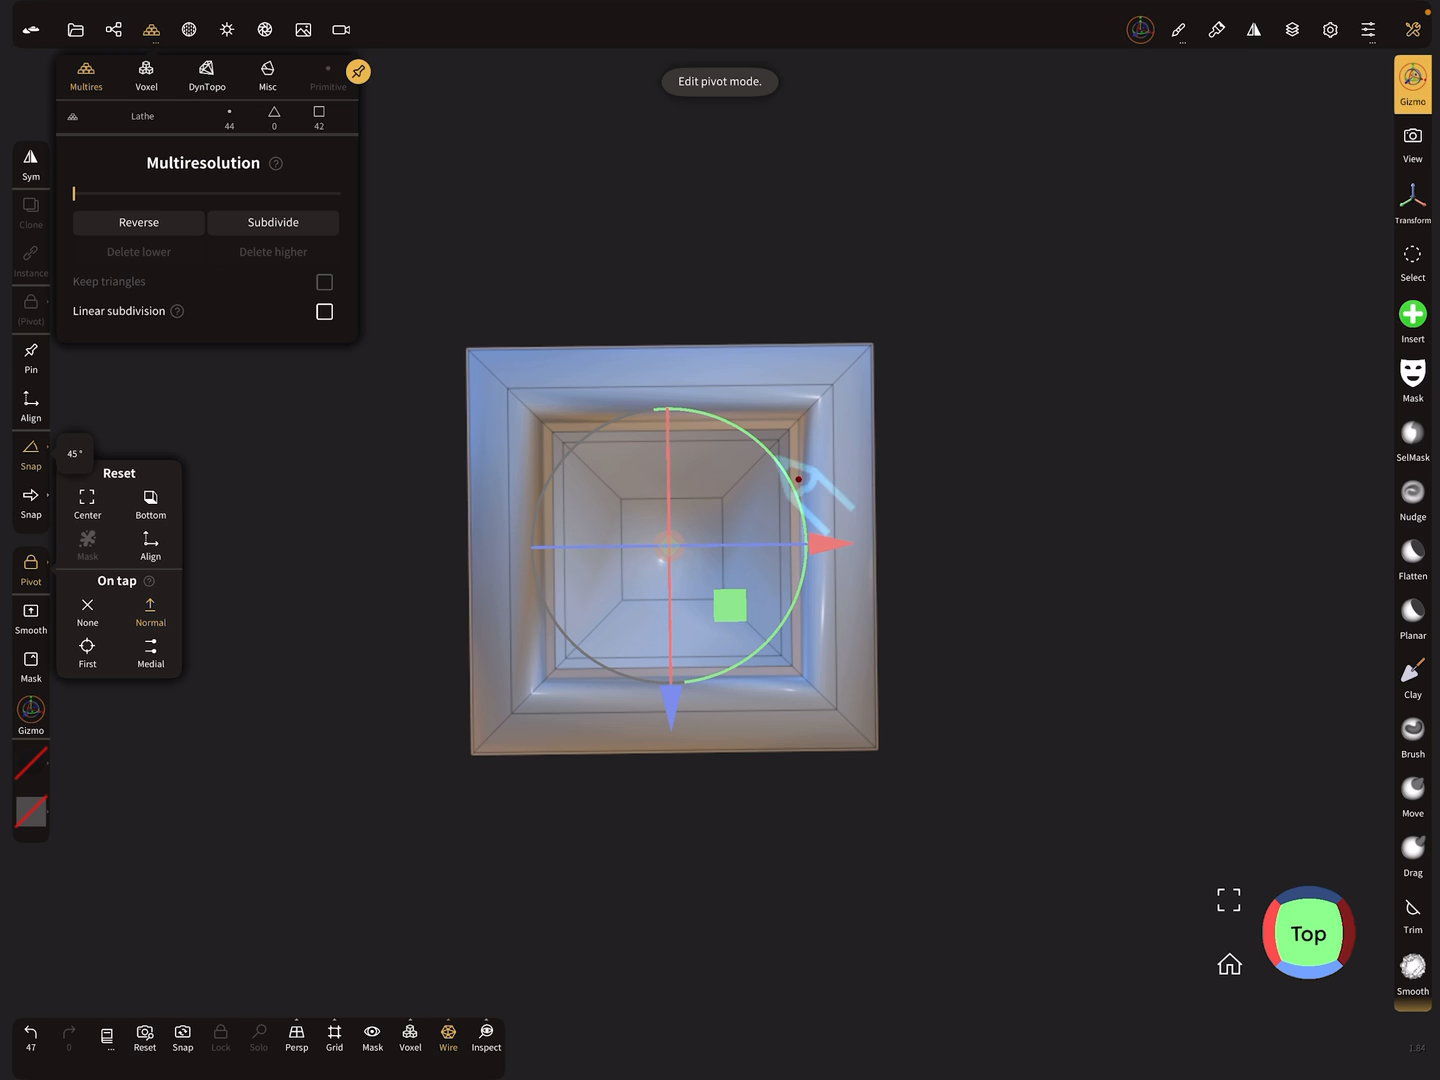 Edit pivot mode.
Multires
Voxel
DynTopo
Misc
Primitive
Lathe
44
0
42
Multiresolution ?
Reverse
Subdivide
Delete lower
Delete higher
Keep triangles
Linear subdivision ?
Sym
Clone
Instance
(Pivot)
Pin
Align
Snap
45 °
Snap
Pivot
Smooth
Mask
Gizmo
Reset
Center
Bottom
Mask
Align
On tap ?
None
Normal
First
Medial
Gizmo
View
Transform
Select
Insert
Mask
SelMask
Nudge
Flatten
Planar
Clay
Brush
Move
Drag
Trim
Smooth
Top
47
0
...
Reset
Snap
Lock
Solo
Persp
Grid
Mask
Voxel
Wire
Inspect
1.84